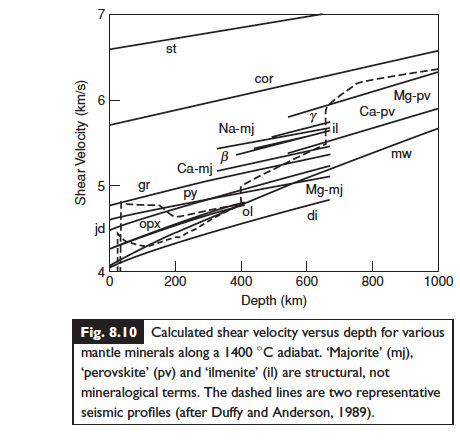 7
6
5
4
Shear Velocity (km/s)
st
cor
Mg-pv
Ca-pv
γ
il
Na-mj
β
Ca-mj
mw
gr
py
Mg-mj
jd
opx
ol
di
0
200
400
600
800
1000
Depth (km)
Fig. 8.10 Calculated shear velocity versus depth for various
mantle minerals along a 1400 °C adiabat. ‘Majorite’ (mj),
‘perovskite’ (pv) and ‘ilmenite’ (il) are structural, not
mineralogical terms. The dashed lines are two representative
seismic profiles (after Duffy and Anderson, 1989).